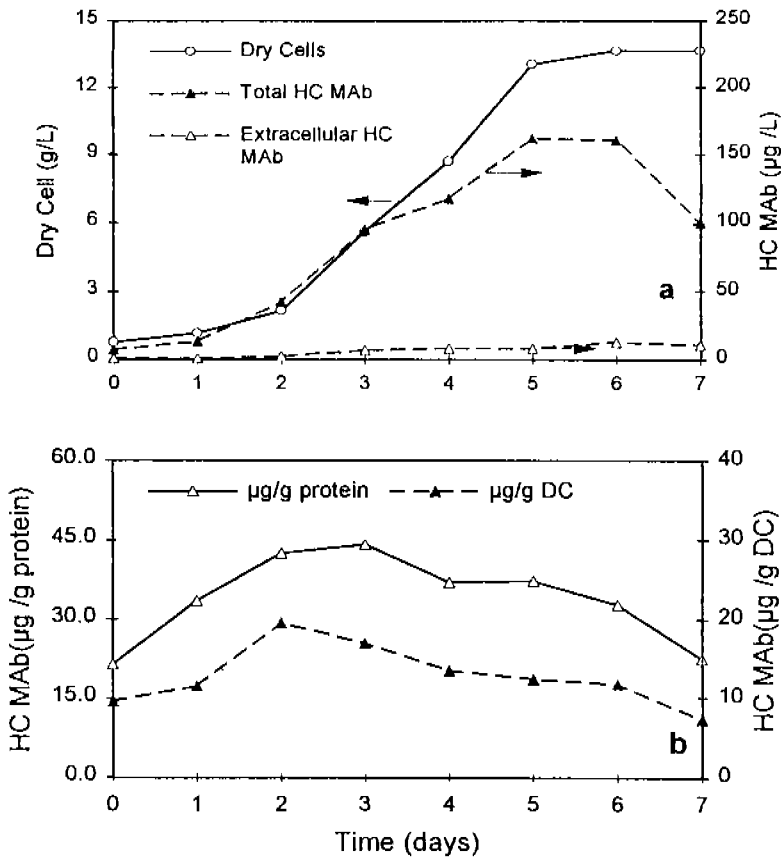 15
13
9
6
3
0
Dry Cell (g/L)
Dry Cells
Total HC MAb
Extracellular HC
MAb
250
200
150
100
50
0
HC MAb (µg /L)
a
0 1 2 3 4 5 6 7
60.0
45.0
30.0
15.0
0.0
HC MAb(µg /g protein)
µg/g protein
µg/g DC
40
30
20
10
0
HC MAb(µg /g DC)
b
0 1 2 3 4 5 6 7
Time (days)